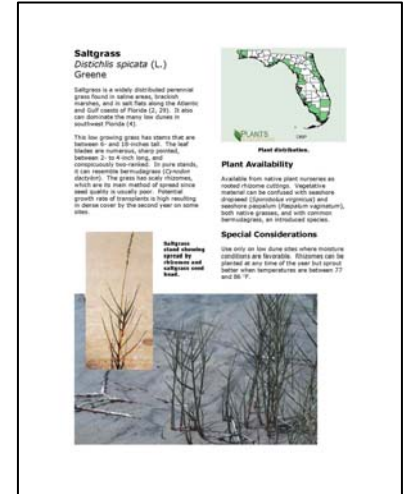 Saltgrass
Distichlis spicata (L.)
Greene
Saltgrass is a widely distributed perennial
grass found in saline areas, brackish
marshes, and in salt flats along the Atlantic
and Gulf coasts of Florida (2, 29). It also
can dominate the many low dunes in
southwest Florida (4).
This low growing grass has stems that are
between 6- and 18-inches tall. The leaf
blades are numerous, sharp pointed,
between 2- to 4-inch long, and
conspicuously two-ranked. In pure stands,
it can resemble bermudagrass (Cynodon
dactylon). The grass has scaly rhizomes,
which are its main method of spread since
seed quality is usually poor. Potential
growth rate of transplants is high resulting
in dense cover by the second year on some
sites.
Saltgrass
stand showing
spread by
rhizomes and
saltgrass seed
head.
PLANTS
Plant distribution.
Plant Availability
Available from native plant nurseries as
rooted rhizome cuttings. Vegetative
material can be confused with seashore
dropseed (Sporobolus virginicus) and
seashore paspalum (Paspalum vaginatum),
both native grasses, and with common
bermudagrass, an introduced species.
Special Considerations
Use only on low dune sites where moisture
conditions are favorable. Rhizomes can be
planted at any time of the year but sprout
better when temperatures are between 77
and 86 °F.